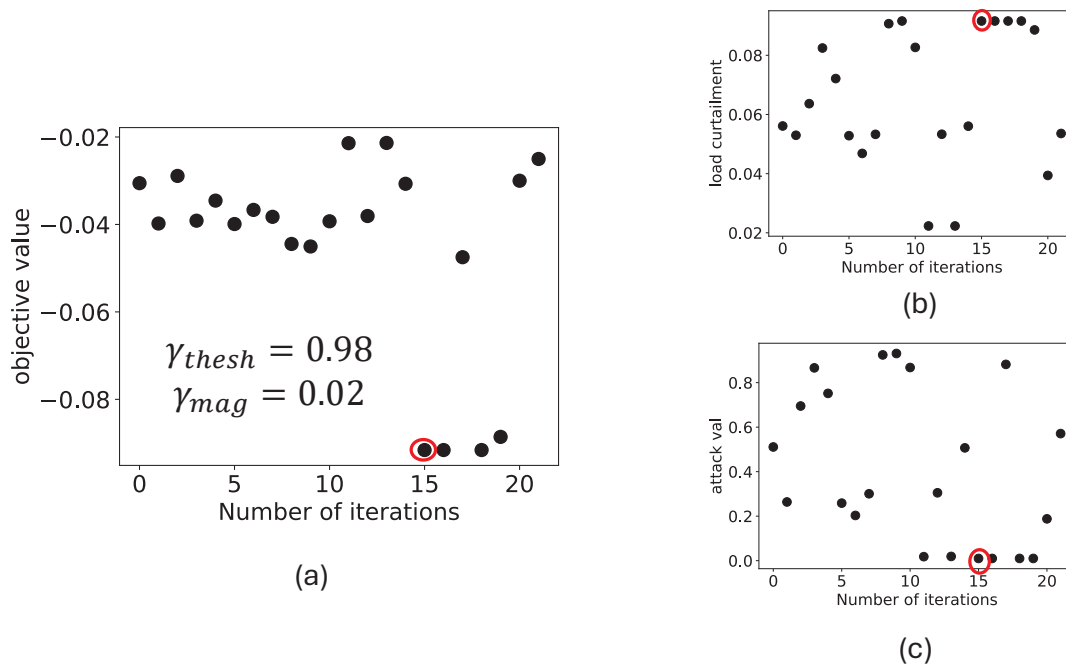 −0.02
−0.04
−0.06
−0.08
objective value
γ_thesh = 0.98
γ_mag = 0.02
0 5 10 15 20
Number of iterations
(a)
0.08
0.06
0.04
0.02
load curtailment
0 5 10 15 20
Number of iterations
(b)
0.8
0.6
0.4
0.2
0.0
attack val
0 5 10 15 20
Number of iterations
(c)